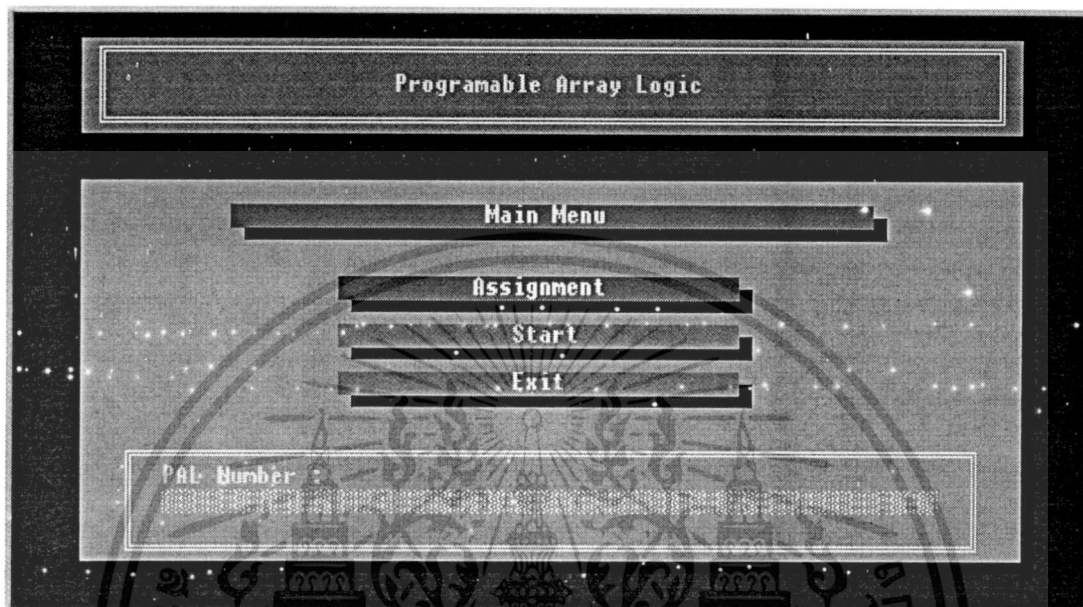 Programable Array Logic
Main Menu
Assignment
Start
Exit
PAL Number :